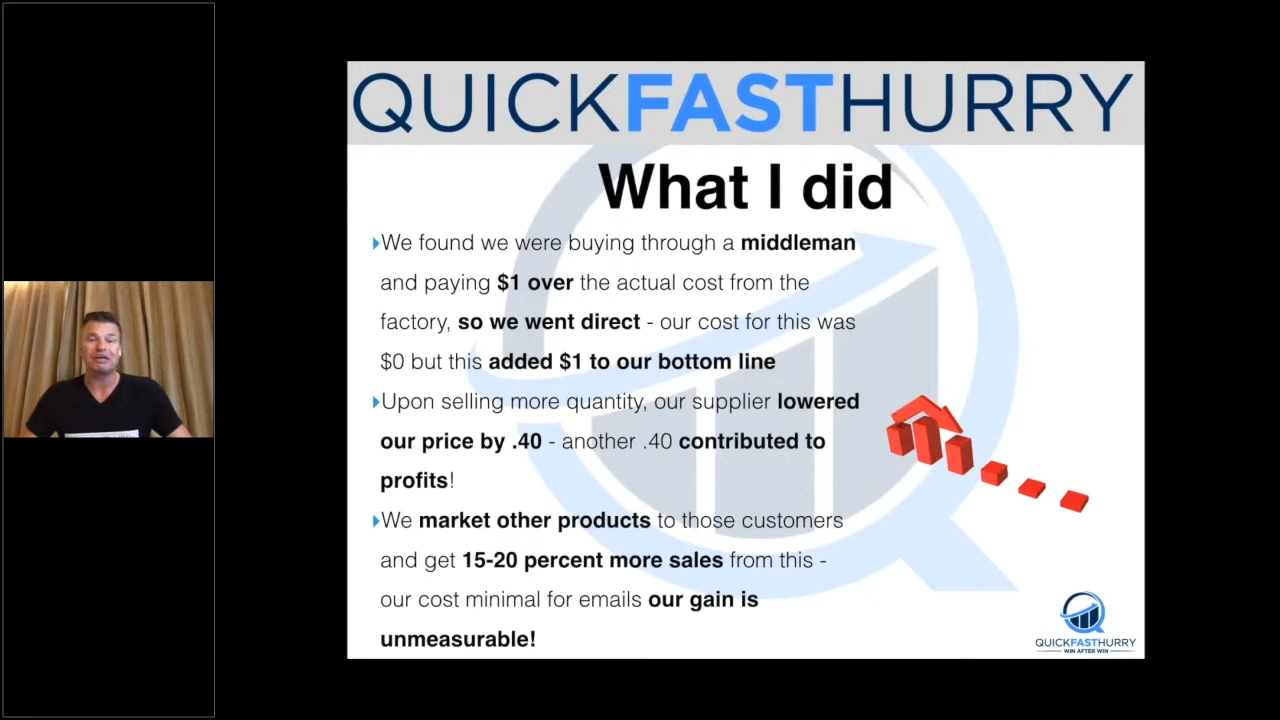 QUICKFASTHURRY
What I did
We found we were buying through a middleman
and paying $1 over the actual cost from the
factory, so we went direct - our cost for this was
$0 but this added $1 to our bottom line
Upon selling more quantity, our supplier lowered
our price by .40 - another .40 contributed to
profits!
We market other products to those customers
and get 15-20 percent more sales from this -
our cost minimal for emails our gain is
unmeasurable!
QUICKFASTHURRY
WIN AFTER WIN